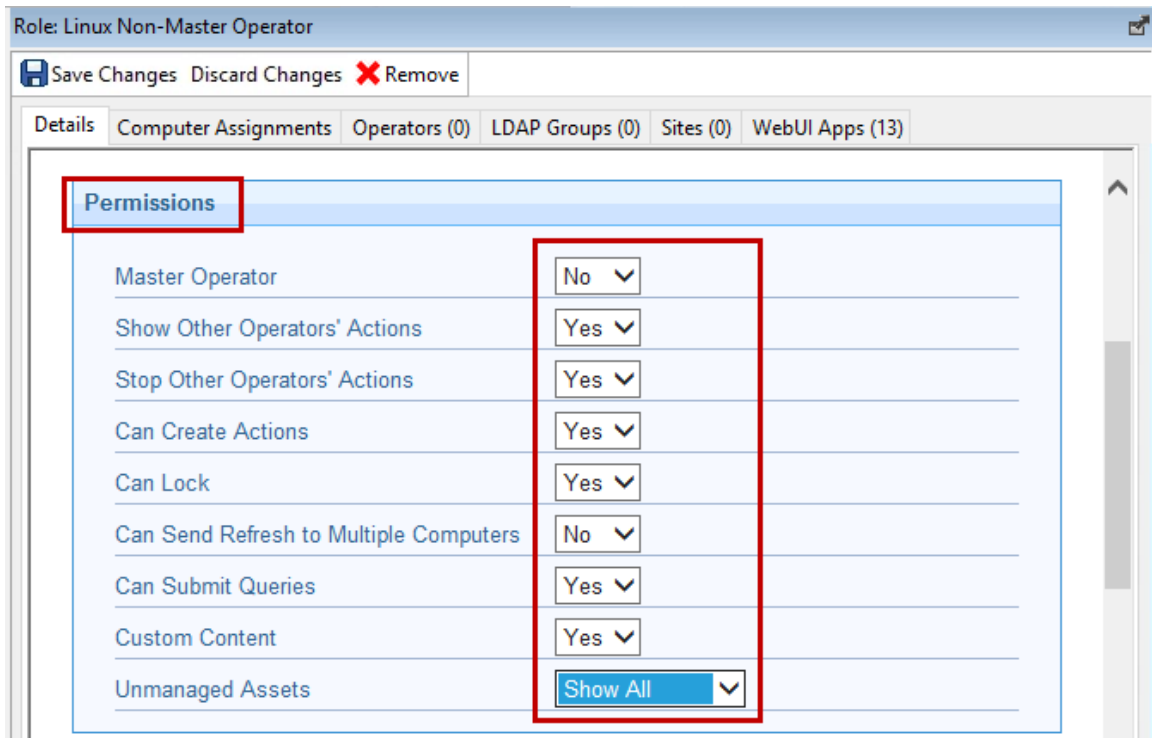 Role: Linux Non-Master Operator
Save Changes Discard Changes Remove
Details Computer Assignments Operators (0) LDAP Groups (0) Sites (0) WebUI Apps (13)
Permissions
Master Operator No
Show Other Operators' Actions Yes
Stop Other Operators' Actions Yes
Can Create Actions Yes
Can Lock Yes
Can Send Refresh to Multiple Computers No
Can Submit Queries Yes
Custom Content Yes
Unmanaged Assets Show All